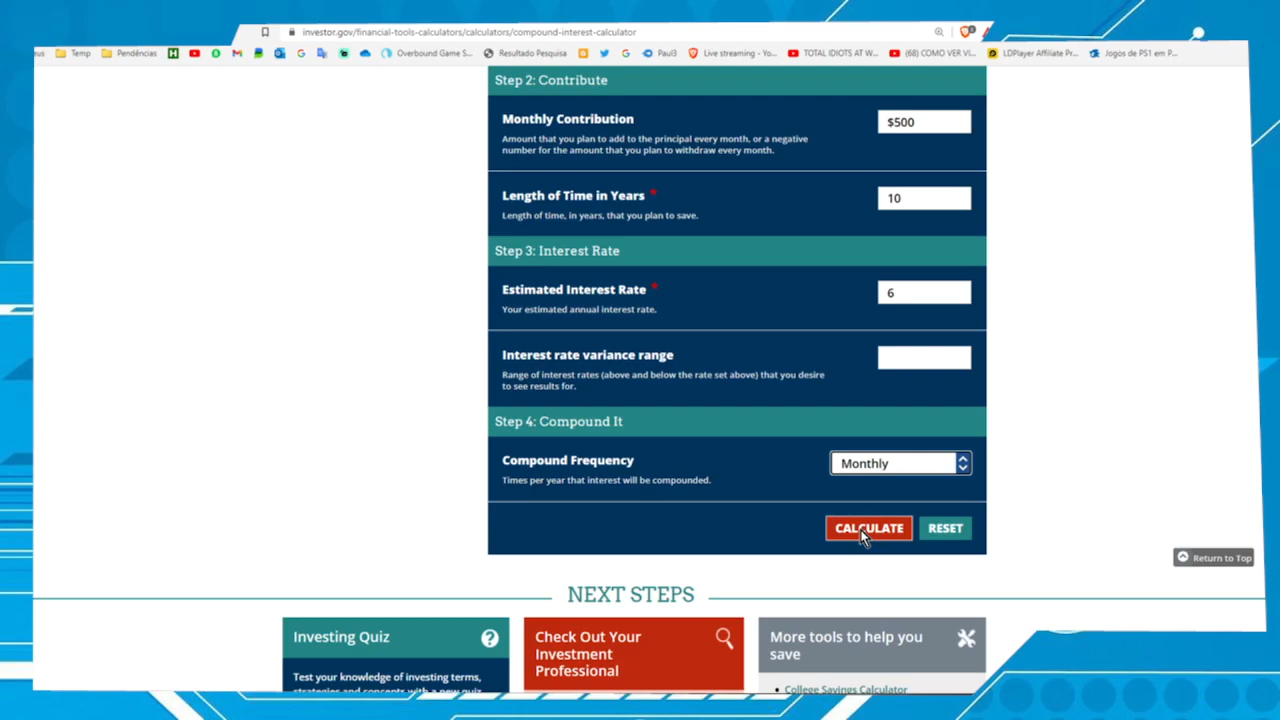 investor.gov/financial-tools-calculators/calculators/compound-interest-calculator
eus Temp Pendências H G Overbound Game S... Resultado Pesquisa G Paul3 Live streaming - Yo... TOTAL IDIOTS AT W... (68) COMO VER VI... LDPlayer Affiliate Pr... Jogos de PS1 em P...
Step 2: Contribute
Monthly Contribution
$500
Amount that you plan to add to the principal every month, or a negative
number for the amount that you plan to withdraw every month.
Length of Time in Years *
10
Length of time, in years, that you plan to save.
Step 3: Interest Rate
Estimated Interest Rate *
6
Your estimated annual interest rate.
Interest rate variance range
Range of interest rates (above and below the rate set above) that you desire
to see results for.
Step 4: Compound It
Compound Frequency
Monthly
Times per year that interest will be compounded.
CALCULATE RESET
Return to Top
NEXT STEPS
Investing Quiz ?
Test your knowledge of investing terms,
strategies and concepts with a new quiz
Check Out Your
Investment
Professional
More tools to help you
save
• College Savings Calculator